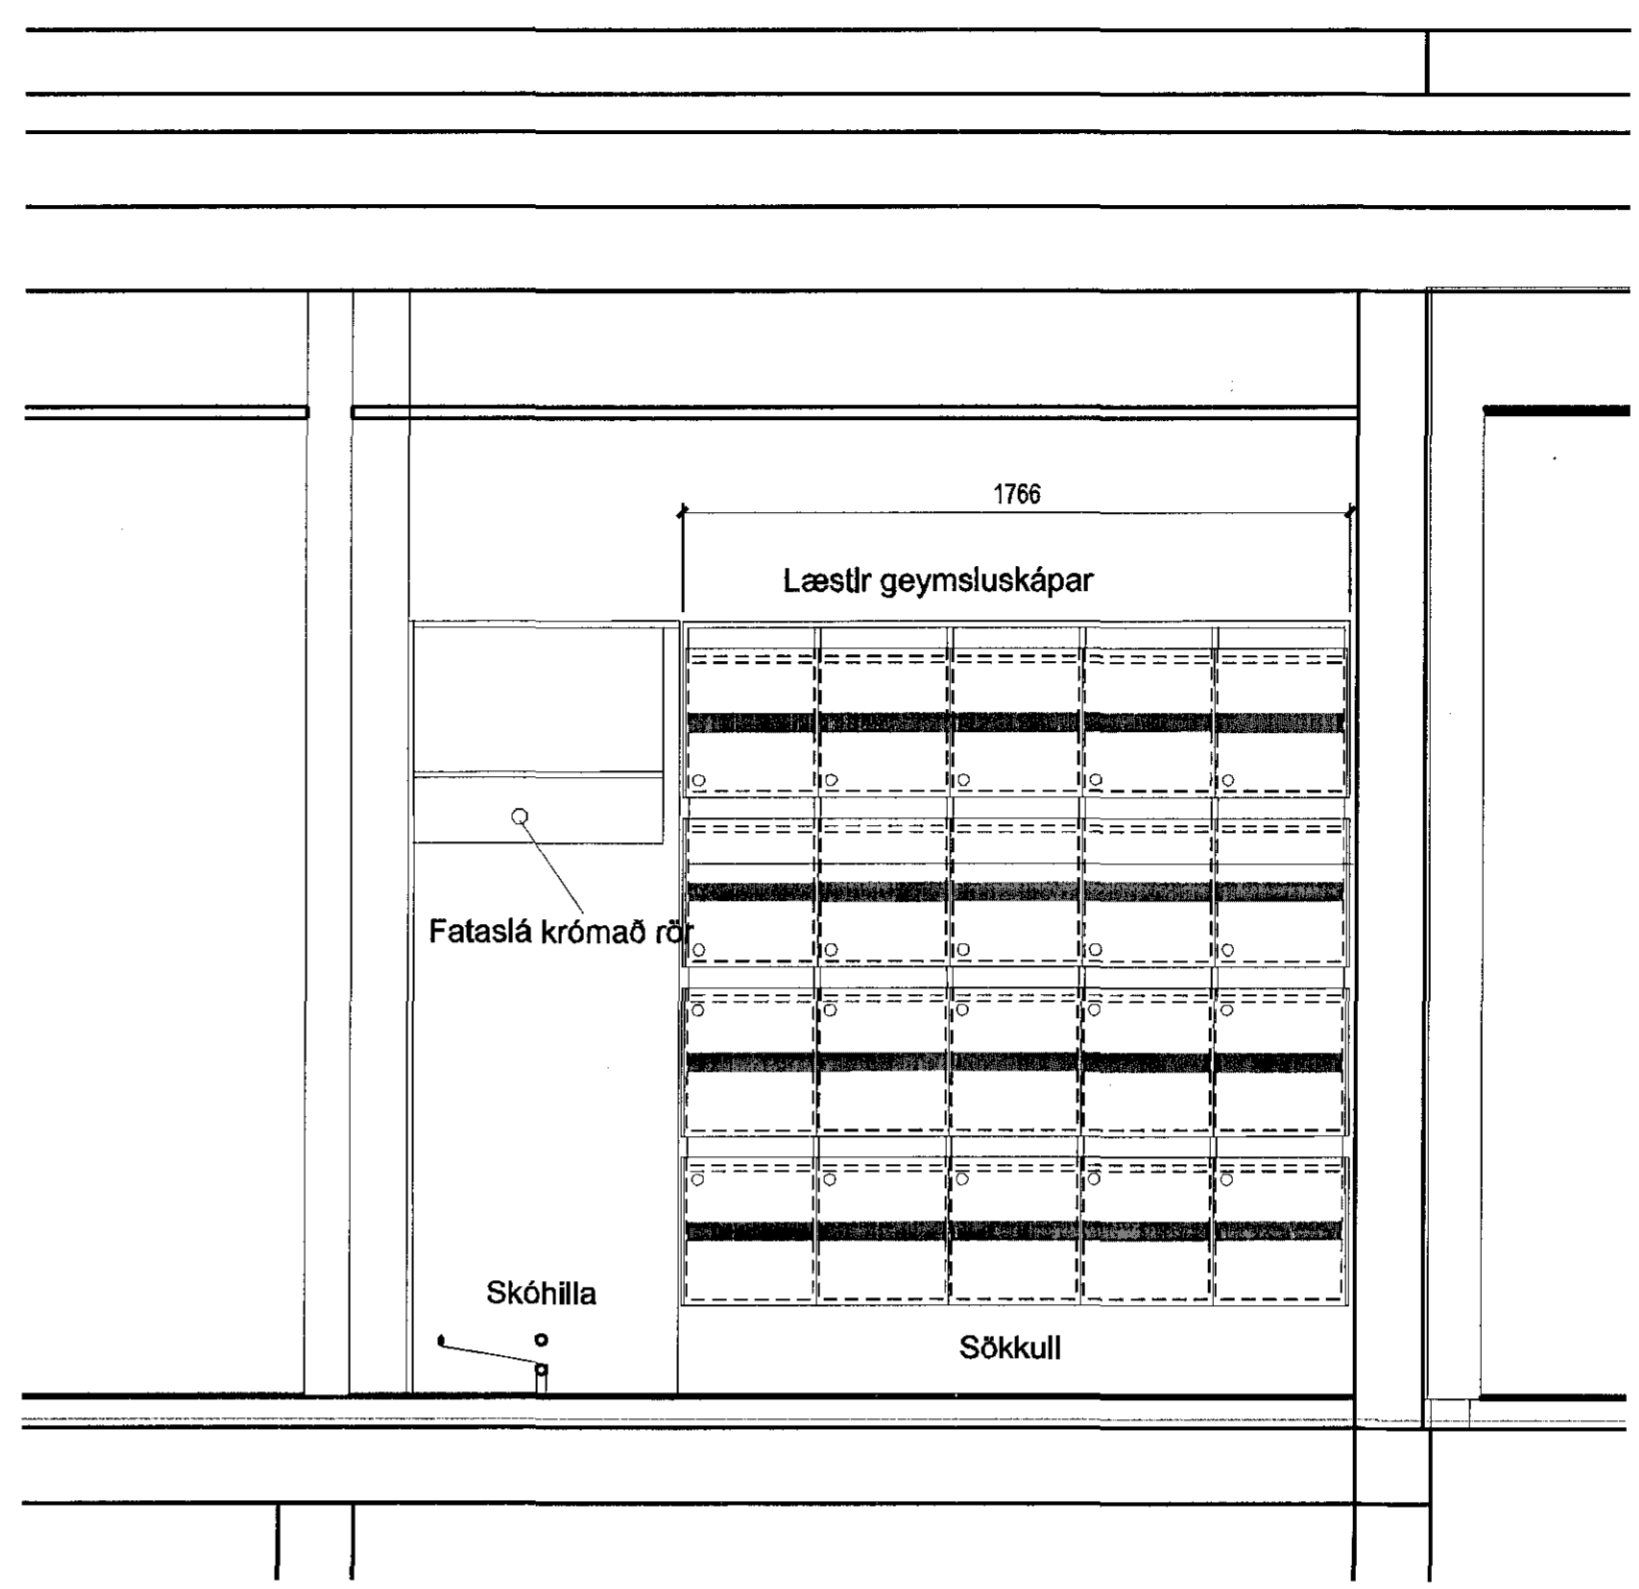 1766
Læstir geymsluskápar
Fataslá krómað rör
Skóhilla
Sökkull